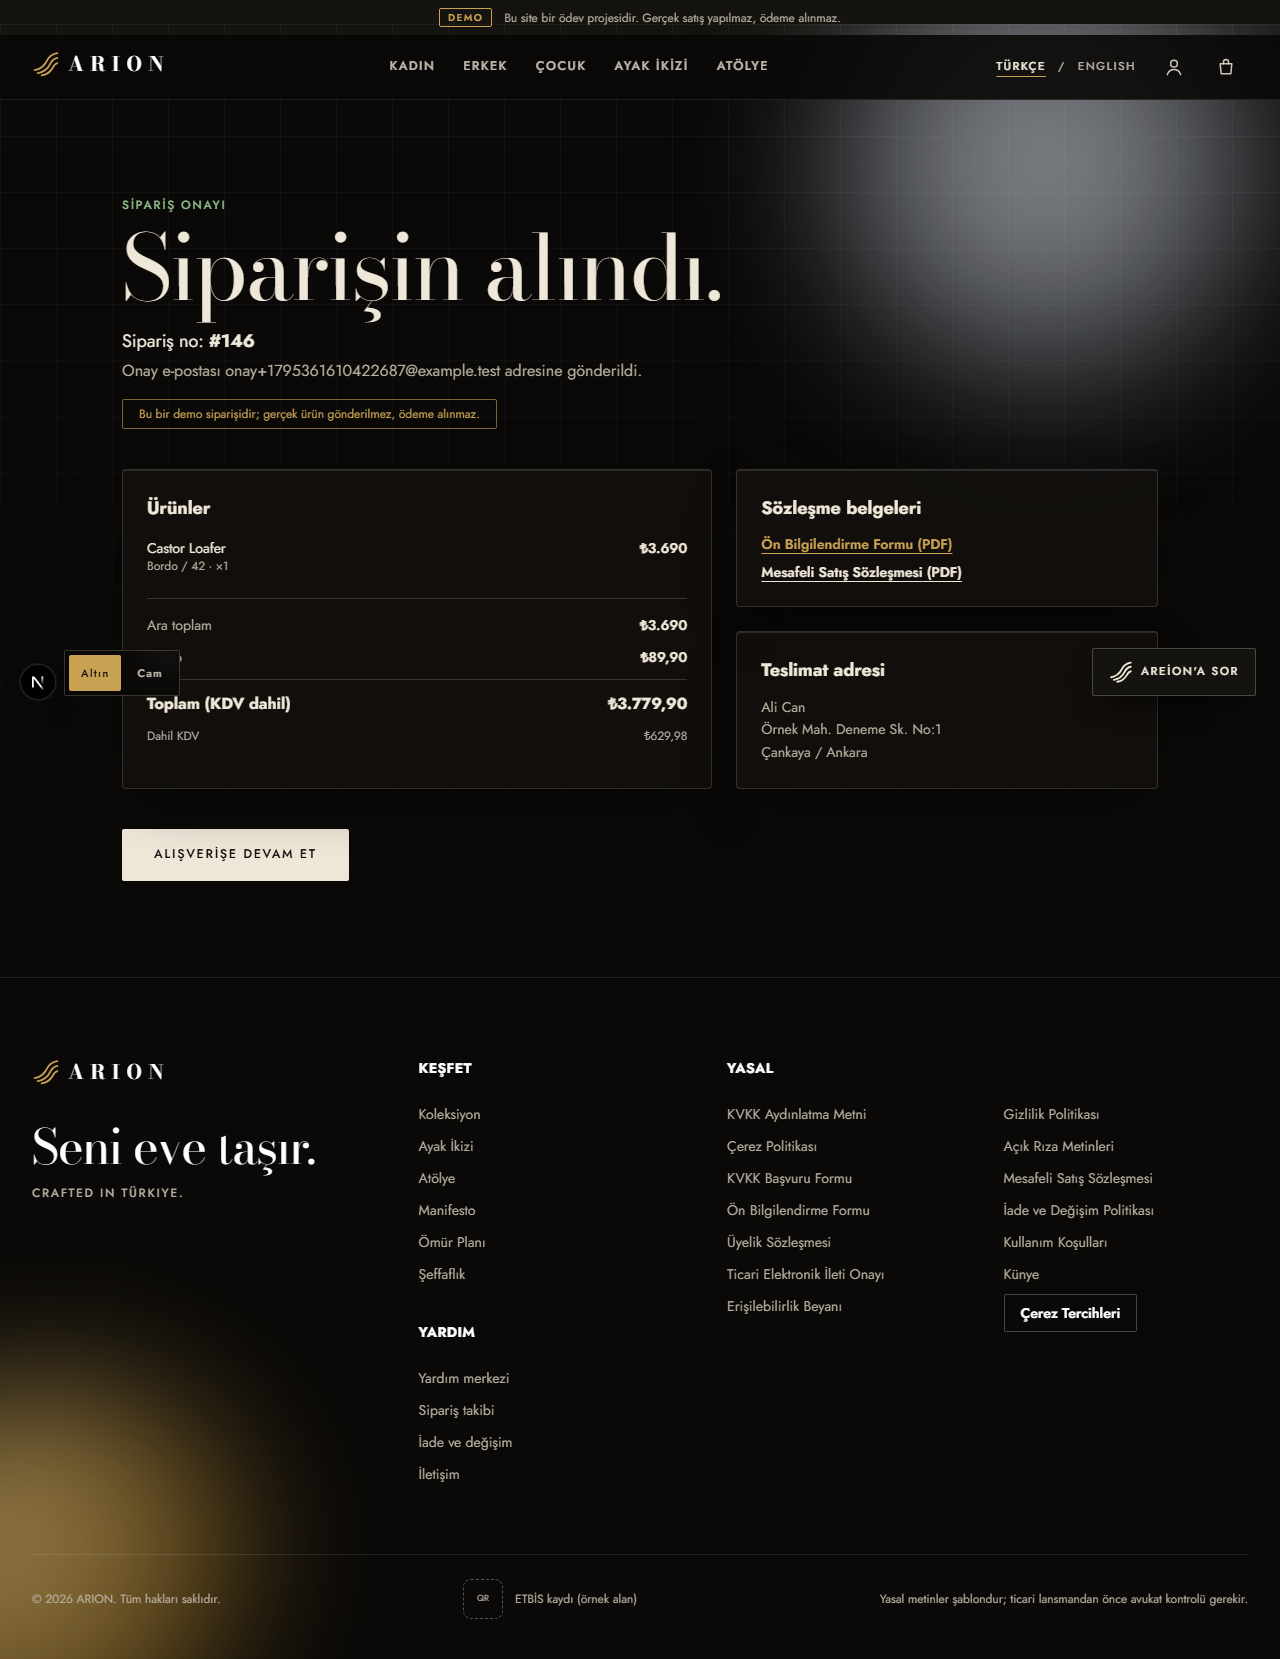 DEMO Bu site bir ödev projesidir. Gerçek satış yapılmaz, ödeme alınmaz.
ARION KADIN ERKEK ÇOCUK AYAK İKİZİ ATÖLYE TÜRKÇE / ENGLISH
SİPARİŞ ONAYI
Siparişin alındı.
Sipariş no: #146
Onay e-postası onay+1795361610422687@example.test adresine gönderildi.
Bu bir demo siparişidir; gerçek ürün gönderilmez, ödeme alınmaz.
Ürünler
Castor Loafer ₺3.690
Bordo / 42 · ×1
Ara toplam ₺3.690
₺89,90
Toplam (KDV dahil) ₺3.779,90
Dahil KDV ₺629,98
Sözleşme belgeleri
Ön Bilgilendirme Formu (PDF)
Mesafeli Satış Sözleşmesi (PDF)
Teslimat adresi
Ali Can
Örnek Mah. Deneme Sk. No:1
Çankaya / Ankara
N Altın Cam
AREİON'A SOR
ALIŞVERİŞE DEVAM ET
ARION
Seni eve taşır.
CRAFTED IN TÜRKIYE.
KEŞFET
Koleksiyon
Ayak İkizi
Atölye
Manifesto
Ömür Planı
Şeffaflık
YARDIM
Yardım merkezi
Sipariş takibi
İade ve değişim
İletişim
YASAL
KVKK Aydınlatma Metni
Çerez Politikası
KVKK Başvuru Formu
Ön Bilgilendirme Formu
Üyelik Sözleşmesi
Ticari Elektronik İleti Onayı
Erişilebilirlik Beyanı
Gizlilik Politikası
Açık Rıza Metinleri
Mesafeli Satış Sözleşmesi
İade ve Değişim Politikası
Kullanım Koşulları
Künye
Çerez Tercihleri
© 2026 ARION. Tüm hakları saklıdır.
QR ETBİS kaydı (örnek alan)
Yasal metinler şablondur; ticari lansmandan önce avukat kontrolü gerekir.